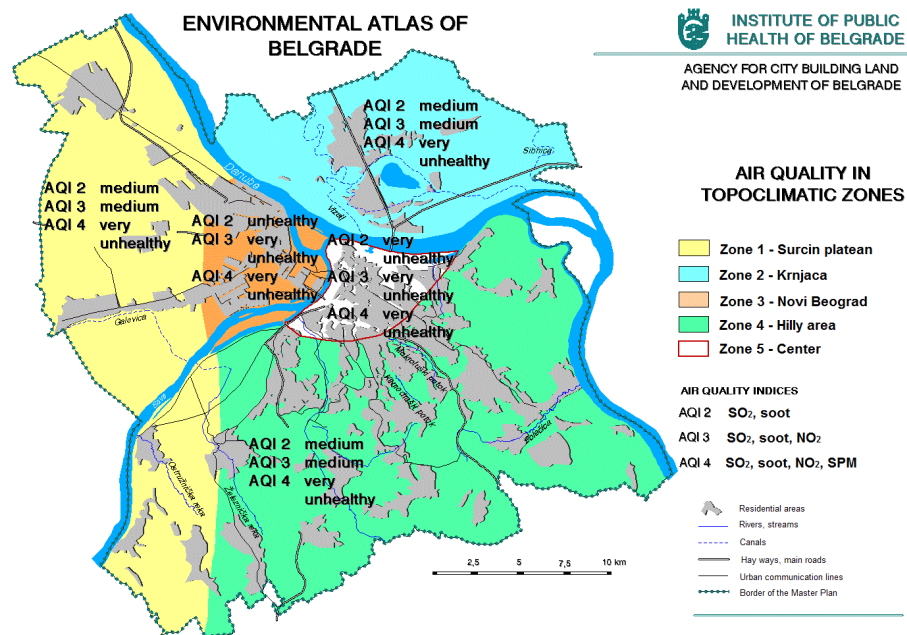 ENVIRONMENTAL ATLAS OF
BELGRADE
INSTITUTE OF PUBLIC
HEALTH OF BELGRADE
AGENCY FOR CITY BUILDING LAND
AND DEVELOPMENT OF BELGRADE
AIR QUALITY IN
TOPOCLIMATIC ZONES
Zone 1 - Surcin platean
Zone 2 - Krnjaca
Zone 3 - Novi Beograd
Zone 4 - Hilly area
Zone 5 - Center
AIR QUALITY INDICES
AQI 2 SO2, soot
AQI 3 SO2, soot, NO2
AQI 4 SO2, soot, NO2, SPM
Residential areas
Rivers, streams
Canals
Hay ways, main roads
Urban communication lines
Border of the Master Plan
2,5 5 7,5 10 km
AQI 2 medium
AQI 3 medium
AQI 4 very
unhealthy
Sibnica
Danube
Vizelj
AQI 2 medium
AQI 3 medium
AQI 4 very
unhealthy
AQI 2 unhealthy
AQI 3 very
unhealthy
AQI 4 very
unhealthy
AQI 2 very
unhealthy
AQI 3 very
unhealthy
AQI 4 very
unhealthy
Galovica
Sava
Mokroluški potok
AQI 2 medium
AQI 3 medium
AQI 4 very
unhealthy
Ostružnička reka
Železnička reka